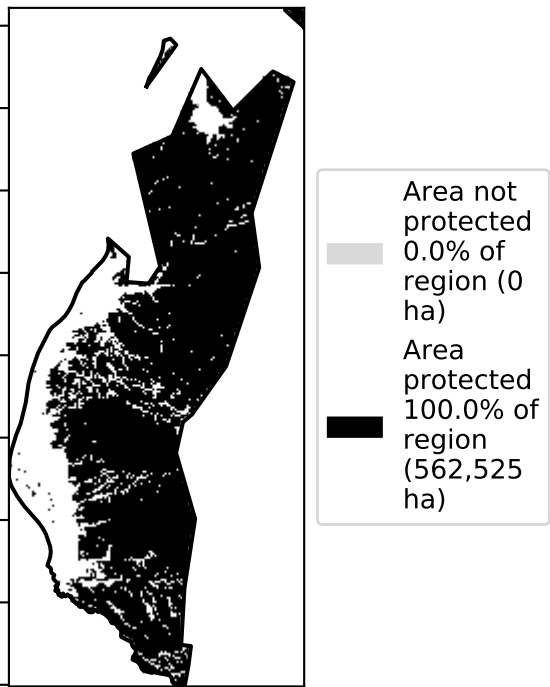 Area not
protected
0.0% of
region (0
ha)
Area
protected
100.0% of
region
(562,525
ha)